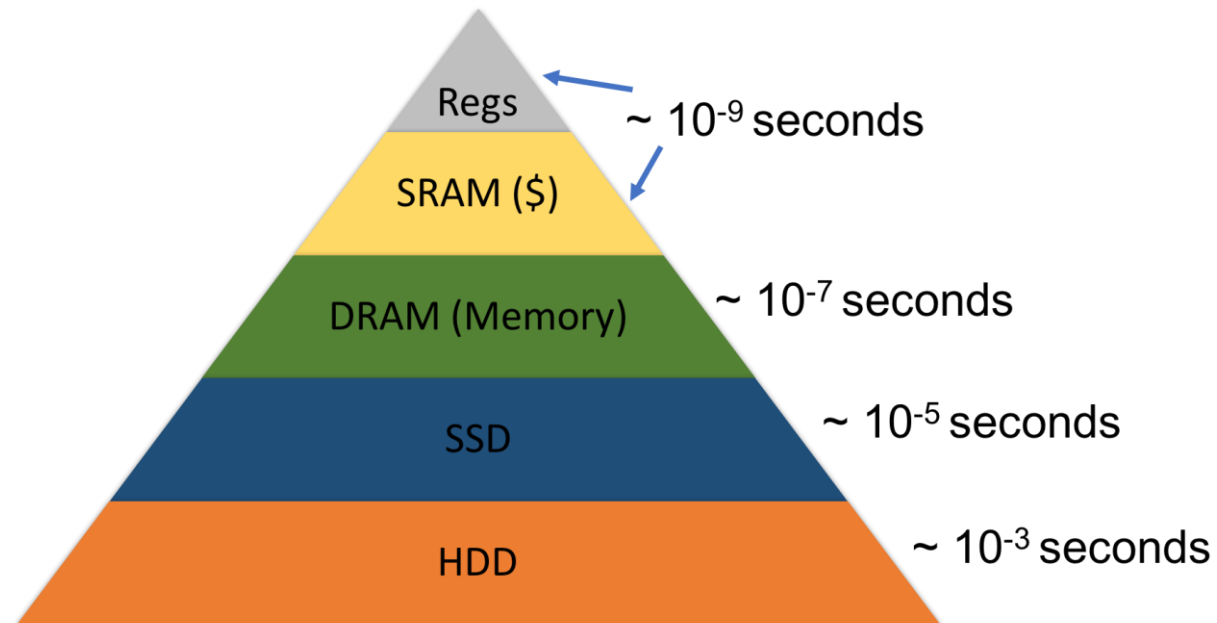 Regs
~ 10⁻⁹ seconds
SRAM ($)
~ 10⁻⁷ seconds
DRAM (Memory)
~ 10⁻⁵ seconds
SSD
~ 10⁻³ seconds
HDD